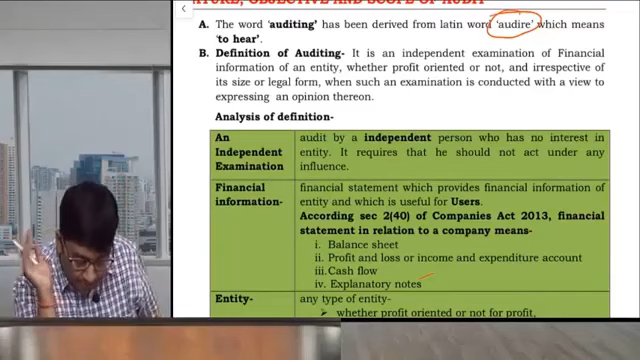 NATURE, OBJECTIVE AND SCOPE OF AUDIT
A. The word 'auditing' has been derived from latin word 'audire' which means
'to hear'.
B. Definition of Auditing- It is an independent examination of Financial
information of an entity, whether profit oriented or not, and irrespective of
of its size or legal form, when such an examination is conducted with a view to
expressing an opinion thereon.
Analysis of definition-
An
Independent
Examination
audit by a independent person who has no interest in
entity. It requires that he should not act under any
influence.
Financial
information-
financial statement which provides financial information of
entity and which is useful for Users.
According sec 2(40) of Companies Act 2013, financial
statement in relation to a company means-
i. Balance sheet
ii. Profit and loss or income and expenditure account
iii. Cash flow
iv. Explanatory notes
Entity-
any type of entity-
➢ whether profit oriented or not for profit,